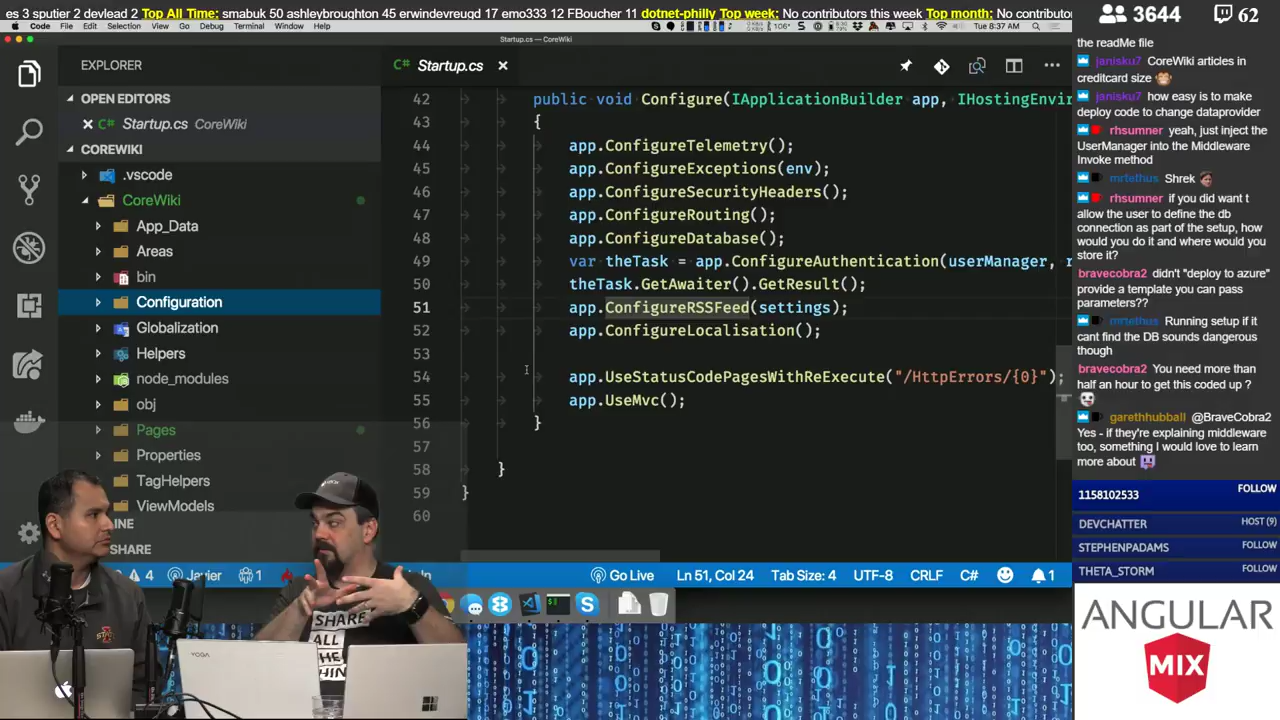 es 3 sputier 2 devlead 2 Top All Time: smabuk 50 ashleybroughton 45 erwindevreugd 17 emo333 12 FBoucher 11 dotnet-philly Top week: No contributors this week Top month: No contributors
Code File Edit Selection View Go Debug Terminal Window Help
Tue 8:37 AM
Startup.cs — CoreWiki
EXPLORER
OPEN EDITORS
Startup.cs CoreWiki
COREWIKI
.vscode
CoreWiki
App_Data
Areas
bin
Configuration
Globalization
Helpers
node_modules
obj
Pages
Properties
TagHelpers
ViewModels
INE
SHARE
4 Javier 1
Startup.cs
42 public void Configure(IApplicationBuilder app, IHostingEnvir
43 {
44 app.ConfigureTelemetry();
45 app.ConfigureExceptions(env);
46 app.ConfigureSecurityHeaders();
47 app.ConfigureRouting();
48 app.ConfigureDatabase();
49 var theTask = app.ConfigureAuthentication(userManager, r
50 theTask.GetAwaiter().GetResult();
51 app.ConfigureRSSFeed(settings);
52 app.ConfigureLocalisation();
53
54 app.UseStatusCodePagesWithReExecute("/HttpErrors/{0}");
55 app.UseMvc();
56 }
57
58 }
59 }
60
Go Live Ln 51, Col 24 Tab Size: 4 UTF-8 CRLF C# 1
SHARE
ALL
THE
YOGA
3644 62
the readMe file
janisku7 CoreWiki articles in
creditcard size
janisku7 how easy is to make
deploy code to change dataprovider
rhsumner yeah, just inject the
UserManager into the Middleware
Invoke method
mrtethus Shrek
rhsumner if you did want t
allow the user to define the db
connection as part of the setup, how
would you do it and where would you
store it?
bravecobra2 didn't "deploy to azure"
provide a template you can pass
parameters??
mrtethus Running setup if it
cant find the DB sounds dangerous
though
bravecobra2 You need more than
half an hour to get this coded up ?
garethhubball @BraveCobra2
Yes - if they're explaining middleware
too, something I would love to learn
more about
1158102533 FOLLOW
DEVCHATTER HOST (9)
STEPHENPADAMS FOLLOW
THETA_STORM FOLLOW
ANGULAR
MIX